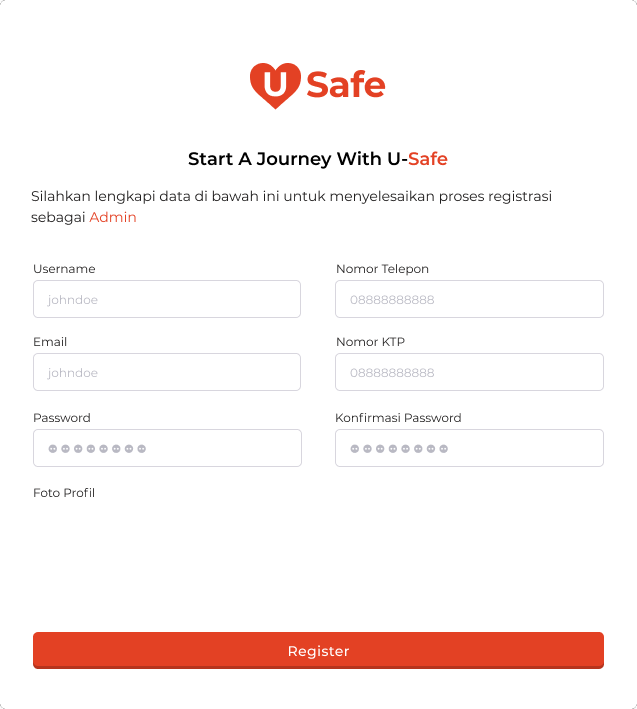 U Safe
Start A Journey With U-Safe
Silahkan lengkapi data di bawah ini untuk menyelesaikan proses registrasi
sebagai Admin
Username
Nomor Telepon
johndoe
08888888888
Email
Nomor KTP
johndoe
08888888888
Password
Konfirmasi Password
Foto Profil
Register